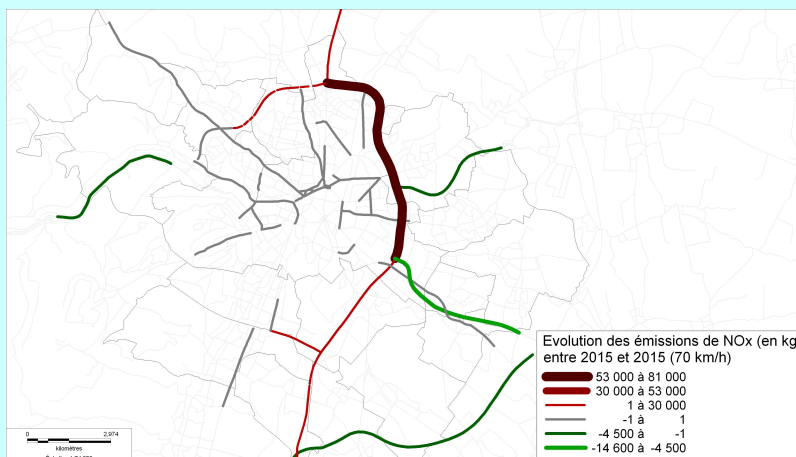 Evolution des émissions de NOx (en kg
entre 2015 et 2015 (70 km/h)
53 000 à 81 000
30 000 à 53 000
1 à 30 000
-1 à 1
-4 500 à -1
-14 600 à -4 500
0 2,974
kilomètres